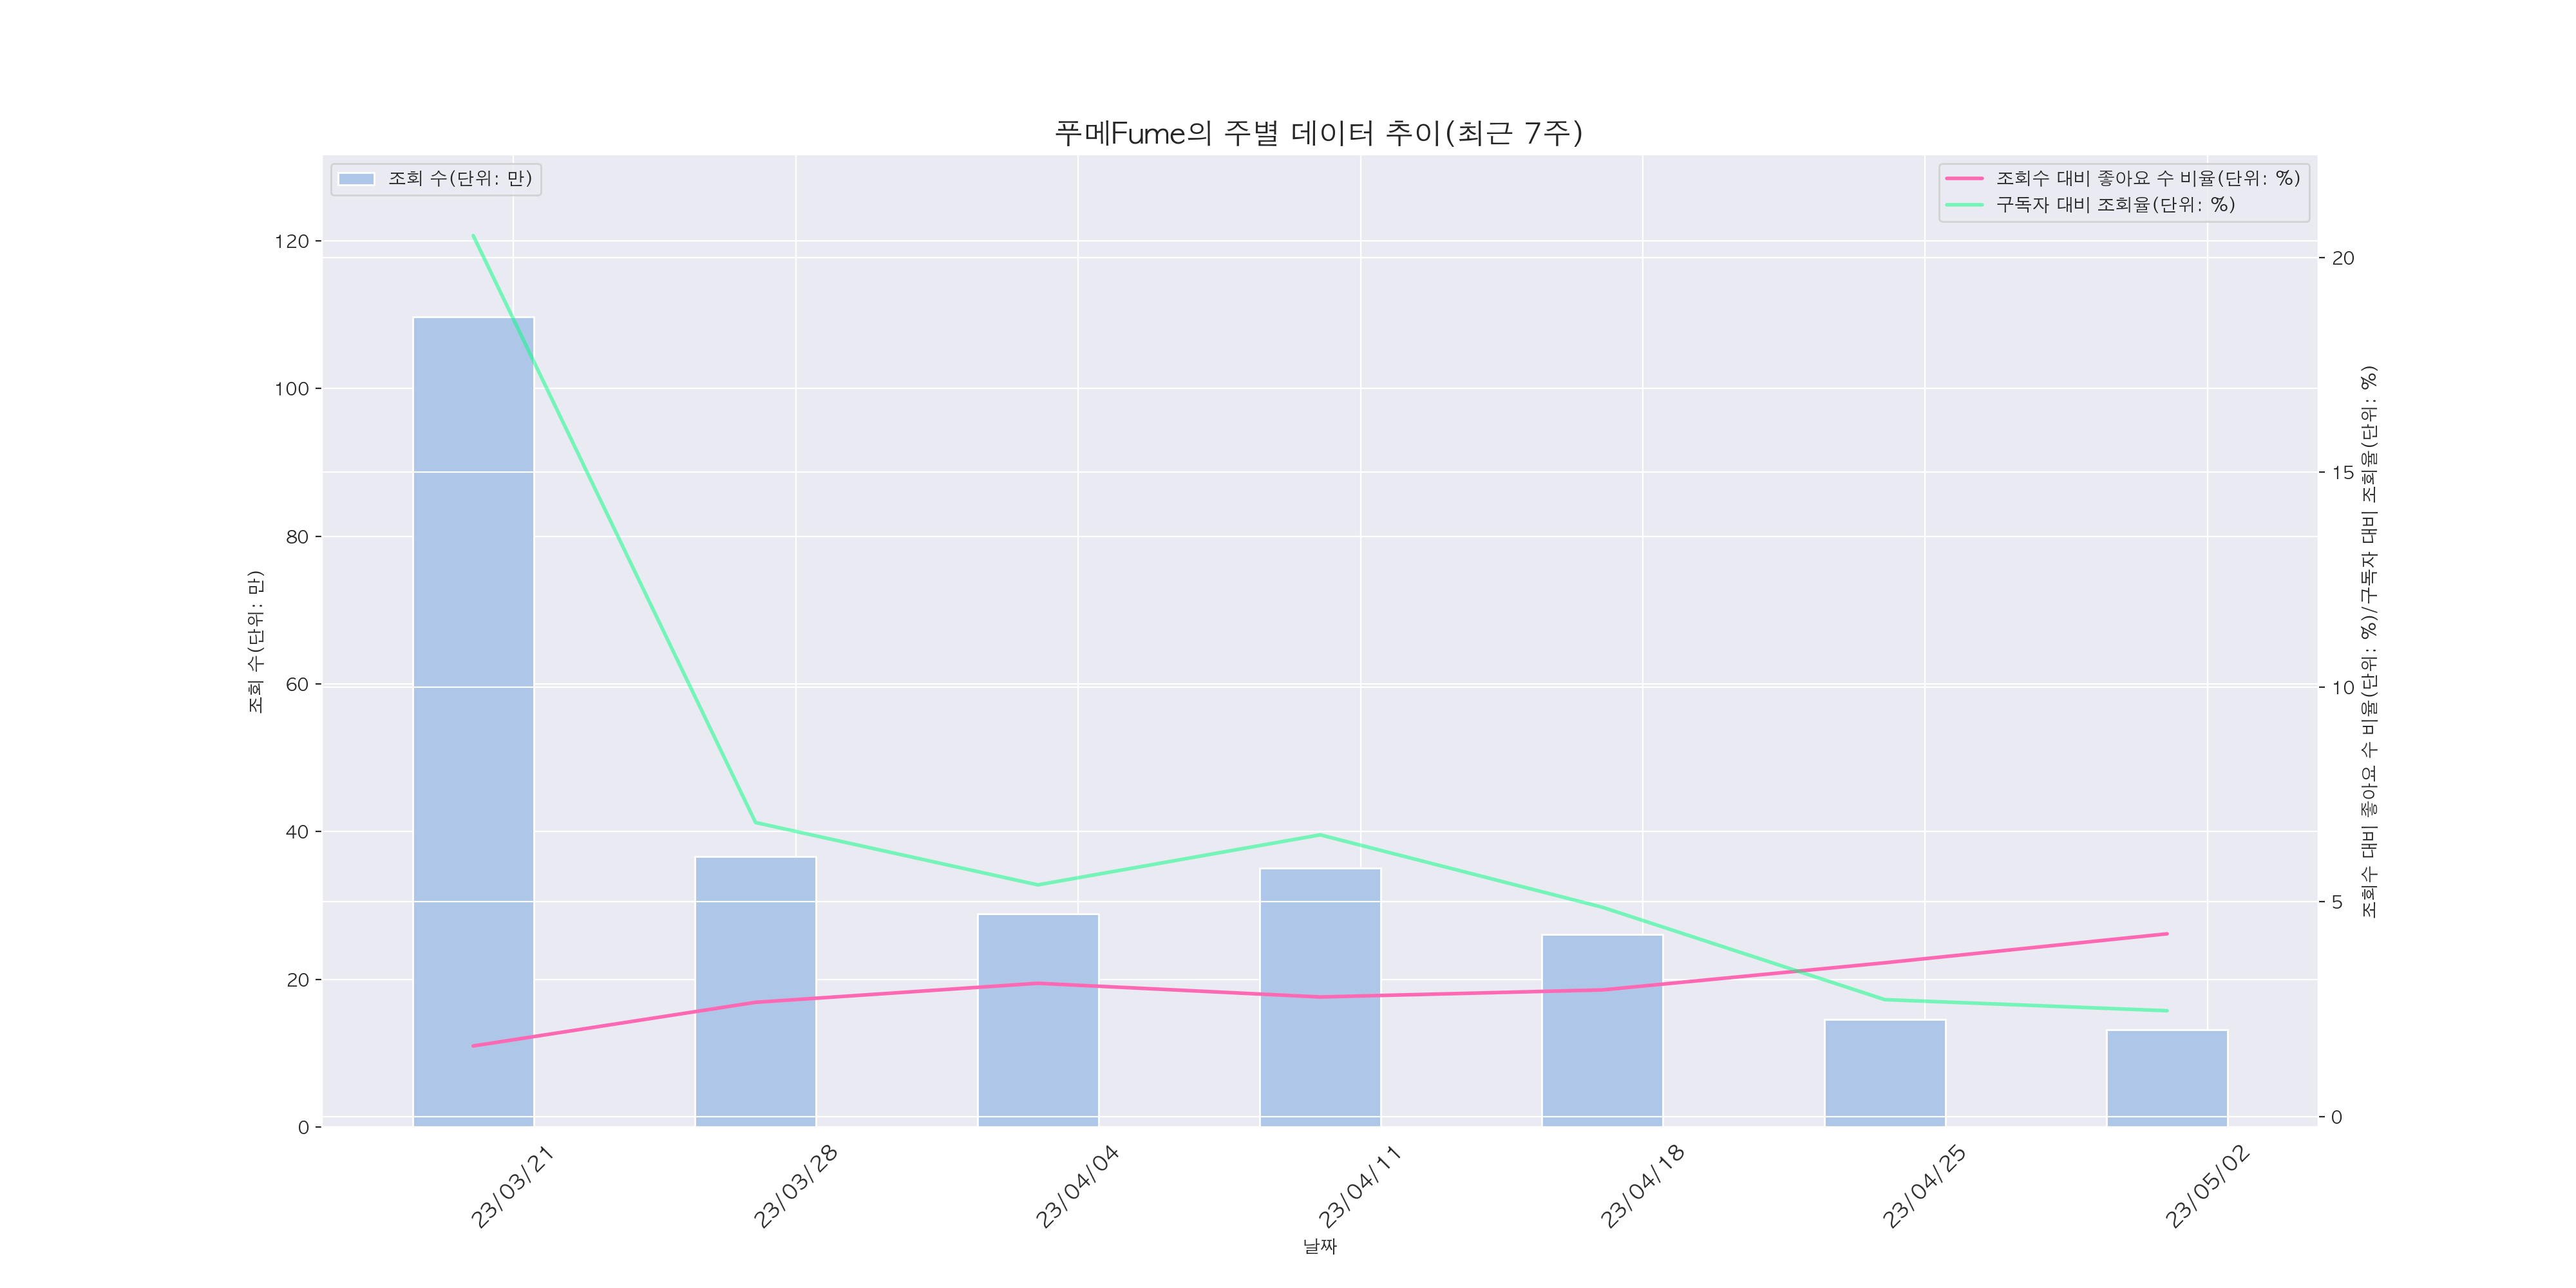 푸메Fume의 주별 데이터 추이(최근 7주)
조회 수(단위: 만)
조회수 대비 좋아요 수 비율(단위: %)
구독자 대비 조회율(단위: %)
120
100
80
60
40
20
0
조회 수(단위: 만)
20
15
10
5
0
조회수 대비 좋아요 수 비율(단위: %)/구독자 대비 조회율(단위: %)
23/03/21
23/03/28
23/04/04
23/04/11
23/04/18
23/04/25
23/05/02
날짜